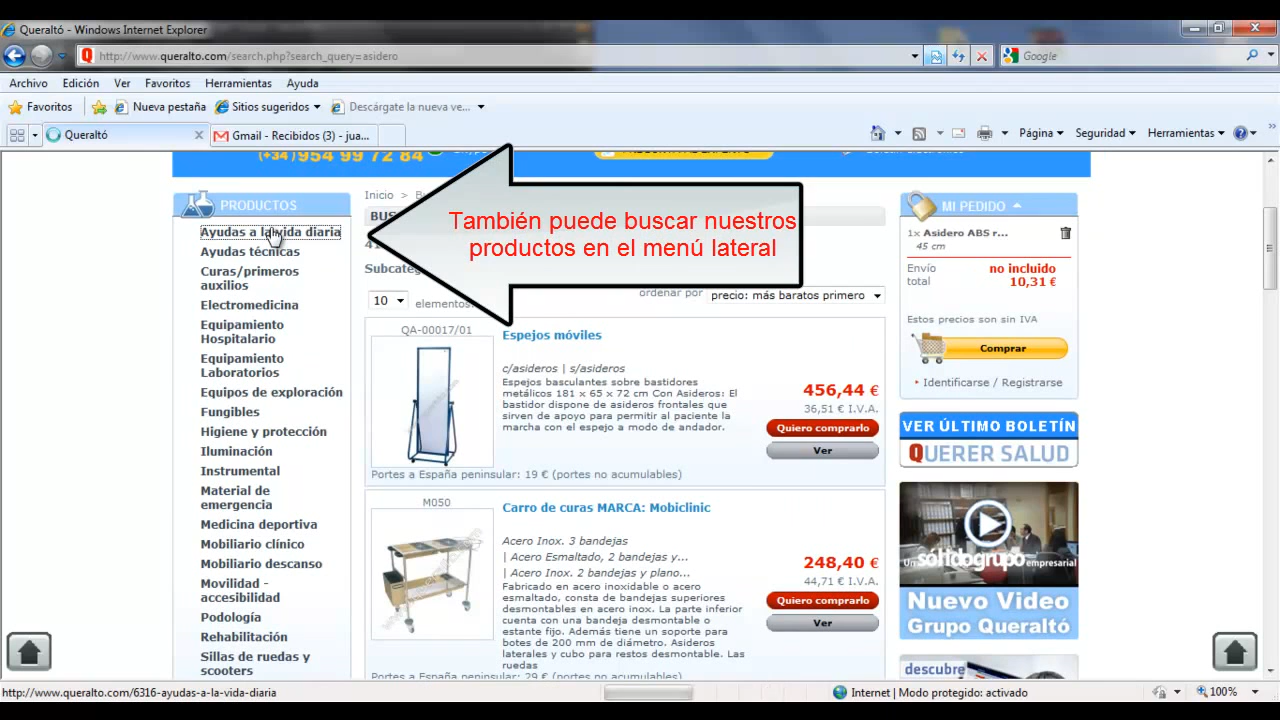 Queraltó - Windows Internet Explorer
http://www.queralto.com/search.php?search_query=asidero
Google
Archivo Edición Ver Favoritos Herramientas Ayuda
Favoritos Nueva pestaña Sitios sugeridos Descárgate la nueva ve...
Queraltó Gmail - Recibidos (3) - jua... Página Seguridad Herramientas
(+34) 954 99 72 84
PRODUCTOS
Ayudas a la vida diaria
Ayudas técnicas
Curas/primeros
auxilios
Electromedicina
Equipamiento
Hospitalario
Equipamiento
Laboratorios
Equipos de exploración
Fungibles
Higiene y protección
Iluminación
Instrumental
Material de
emergencia
Medicina deportiva
Mobiliario clínico
Mobiliario descanso
Movilidad -
accesibilidad
Podología
Rehabilitación
Sillas de ruedas y
scooters
Inicio >
También puede buscar nuestros
productos en el menú lateral
10 elementos
ordenar por precio: más baratos primero
QA-00017/01
Espejos móviles
c/asideros | s/asideros
Espejos basculantes sobre bastidores
metálicos 181 x 65 x 72 cm Con Asideros: El
bastidor dispone de asideros frontales que
sirven de apoyo para permitir al paciente la
marcha con el espejo a modo de andador.
456,44 €
36,51 € I.V.A.
Quiero comprarlo
Ver
Portes a España peninsular: 19 € (portes no acumulables)
M050
Carro de curas MARCA: Mobiclinic
Acero Inox. 3 bandejas
| Acero Esmaltado, 2 bandejas y...
| Acero Inox. 2 bandejas y plano...
Fabricado en acero inoxidable o acero
esmaltado, consta de bandejas superiores
desmontables en acero inox. La parte inferior
cuenta con una bandeja desmontable o
estante fijo. Además tiene un soporte para
botes de 200 mm de diámetro. Asideros
laterales y cubo para restos desmontable. Las
ruedas
248,40 €
44,71 € I.V.A.
Quiero comprarlo
Ver
Portes a España peninsular: 29 € (portes no acumulables)
MI PEDIDO
1x Asidero ABS r...
45 cm
Envío no incluido
total 10,31 €
Estos precios son sin IVA
Comprar
Identificarse / Registrarse
VER ÚLTIMO BOLETÍN
QUERER SALUD
Un sólidogrupo empresarial
Nuevo Video
Grupo Queraltó
descubre
http://www.queralto.com/6316-ayudas-a-la-vida-diaria
Internet | Modo protegido: activado
100%